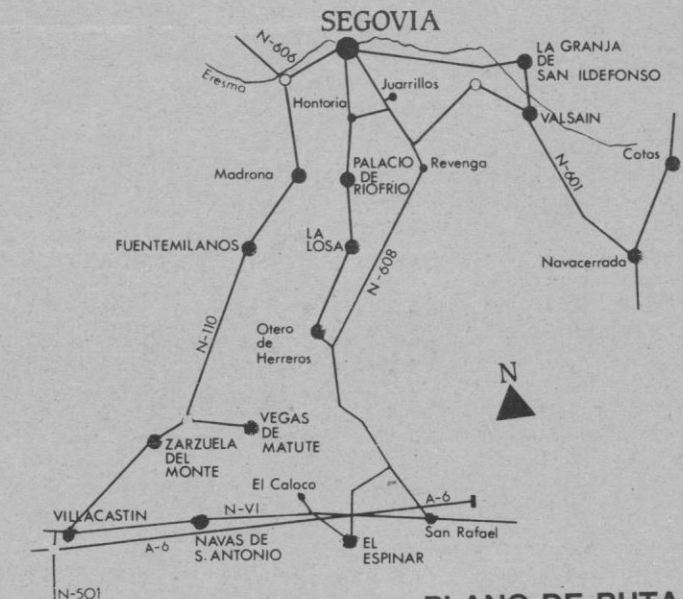 SEGOVIA
N-606
LA GRANJA
DE
SAN ILDEFONSO
Eresma
Juarrillos
Hontoria
VALSAIN
Cotos
Madrona
PALACIO
DE
RIOFRIO
Revenga
N-601
FUENTEMILANOS
LA
LOSA
N-608
Navacerrada
N-110
Otero
de
Herreros
N
VEGAS
DE
MATUTE
ZARZUELA
DEL
MONTE
El Caloco
A-6
VILLACASTIN
N-VI
San Rafael
A-6
NAVAS DE
S. ANTONIO
EL
ESPINAR
N-501
PLANO DE RUTA